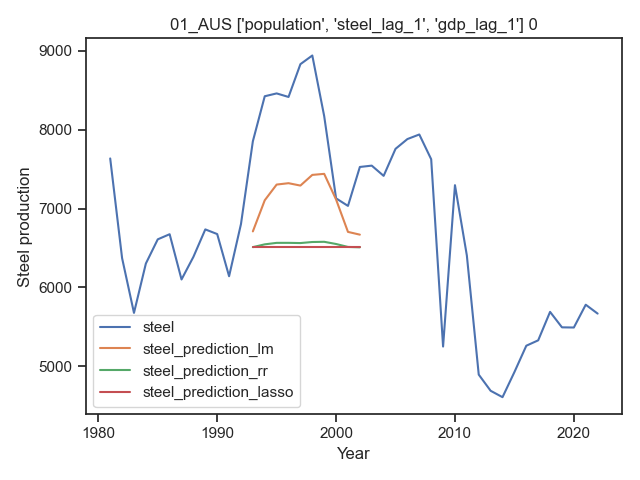 01_AUS ['population', 'steel_lag_1', 'gdp_lag_1'] 0
9000
8000
7000
6000
5000
Steel production
steel
steel_prediction_lm
steel_prediction_rr
steel_prediction_lasso
1980
1990
2000
2010
2020
Year